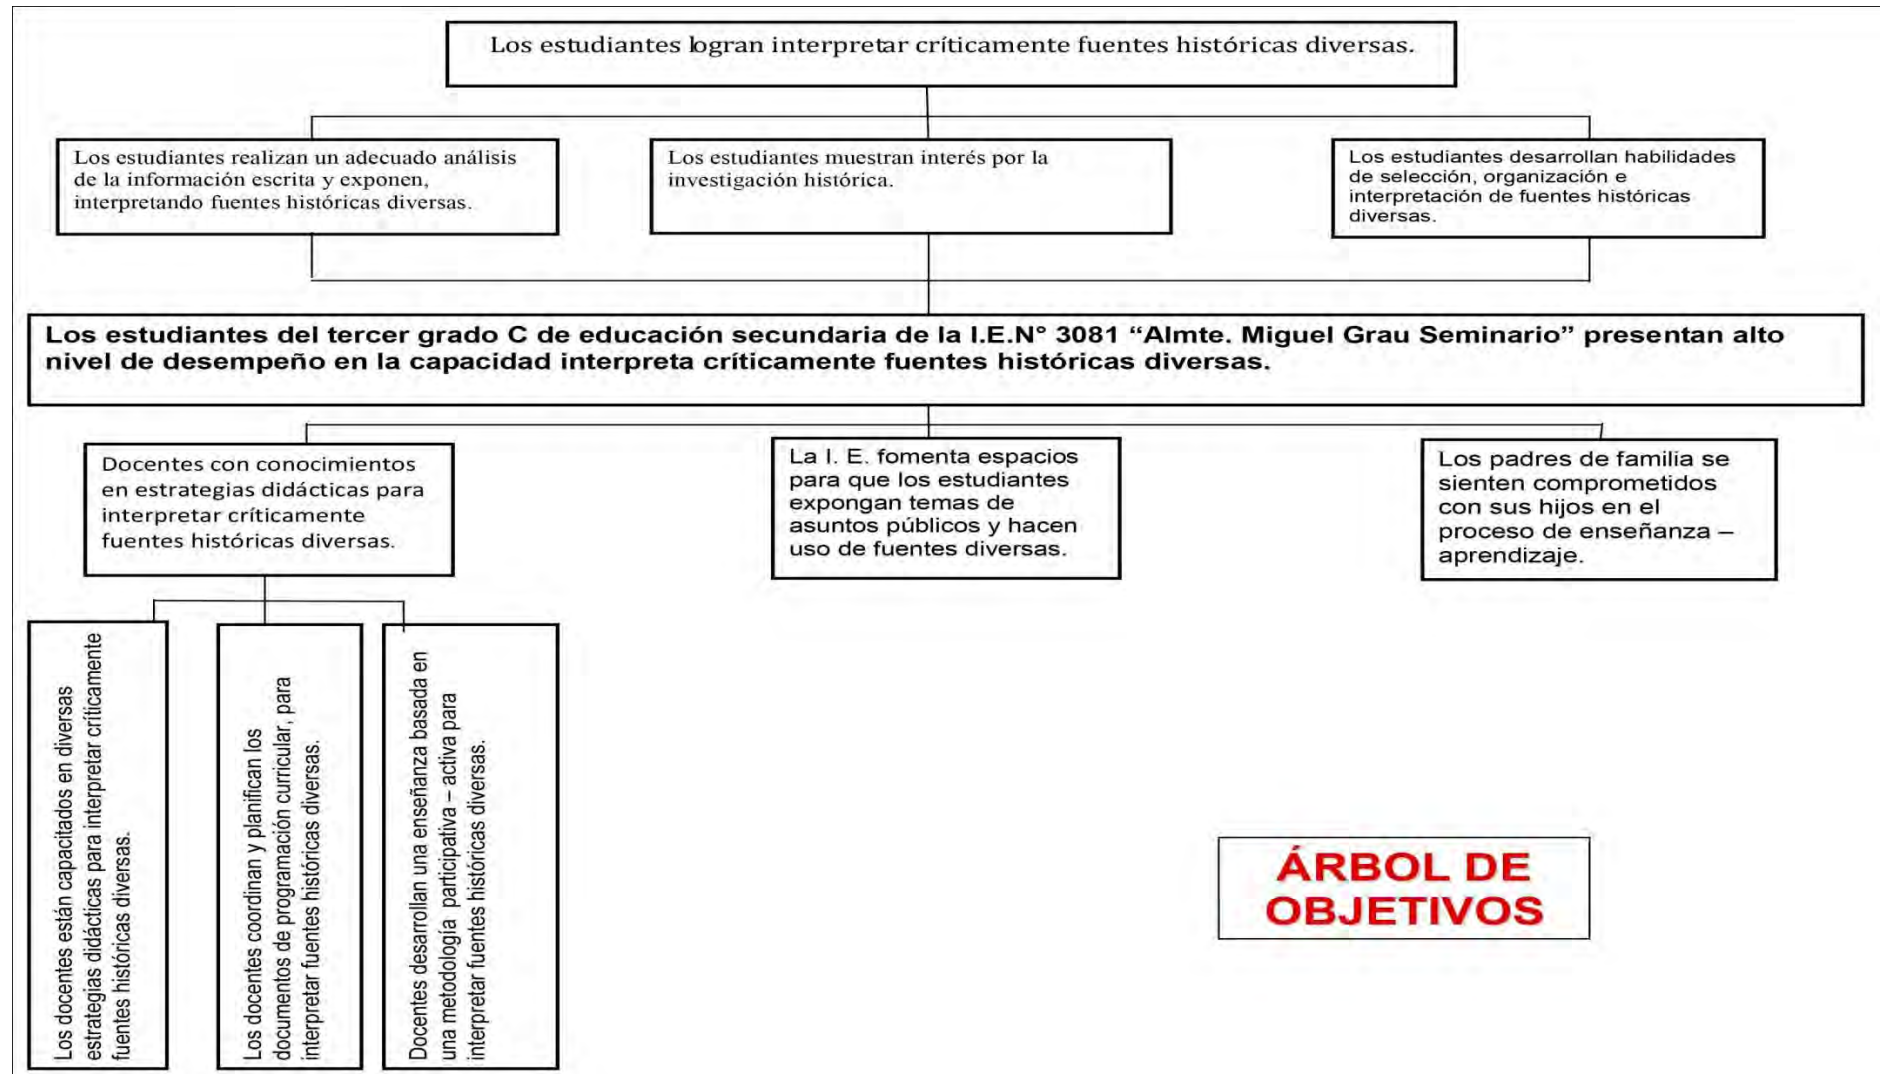 Los estudiantes logran interpretar críticamente fuentes históricas diversas.
Los estudiantes realizan un adecuado análisis
de la información escrita y exponen,
interpretando fuentes históricas diversas.
Los estudiantes muestran interés por la
investigación histórica.
Los estudiantes desarrollan habilidades
de selección, organización e
interpretación de fuentes históricas
diversas.
Los estudiantes del tercer grado C de educación secundaria de la I.E.N° 3081 “Almte. Miguel Grau Seminario” presentan alto
nivel de desempeño en la capacidad interpreta críticamente fuentes históricas diversas.
Docentes con conocimientos
en estrategias didácticas para
interpretar críticamente
fuentes históricas diversas.
La I. E. fomenta espacios
para que los estudiantes
expongan temas de
asuntos públicos y hacen
uso de fuentes diversas.
Los padres de familia se
sienten comprometidos
con sus hijos en el
proceso de enseñanza –
aprendizaje.
Los docentes están capacitados en diversas
estrategias didácticas para interpretar críticamente
fuentes históricas diversas.
Los docentes coordinan y planifican los
documentos de programación curricular, para
interpretar fuentes históricas diversas.
Docentes desarrollan una enseñanza basada en
una metodología participativa – activa para
interpretar fuentes históricas diversas.
ÁRBOL DE
OBJETIVOS